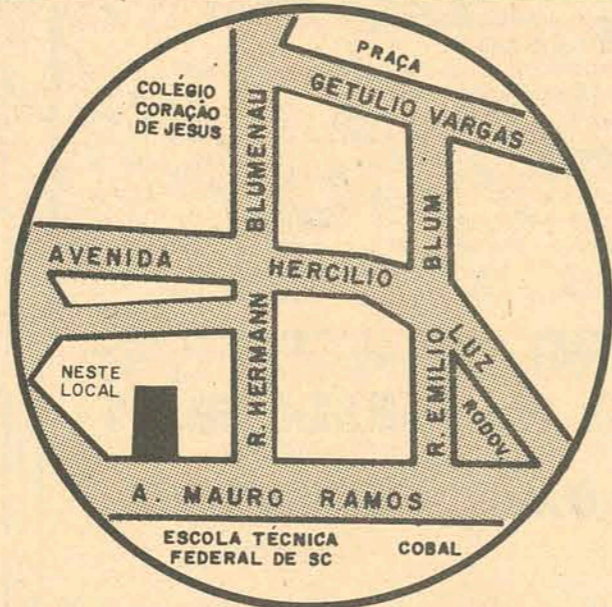 PRAÇA
GETULIO VARGAS
COLÉGIO
CORAÇÃO
DE JESUS
R. HERMANN BLUMENAU
R. EMILIO BLUM
AVENIDA HERCILIO LUZ
NESTE
LOCAL
RODOV.
A. MAURO RAMOS
ESCOLA TÉCNICA
FEDERAL DE SC
COBAL